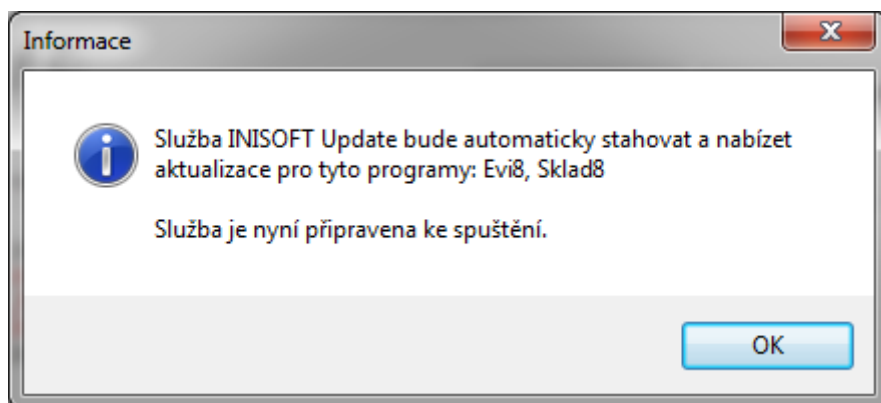 Informace
Služba INISOFT Update bude automaticky stahovat a nabízet
aktualizace pro tyto programy: Evi8, Sklad8
Služba je nyní připravena ke spuštění.
OK